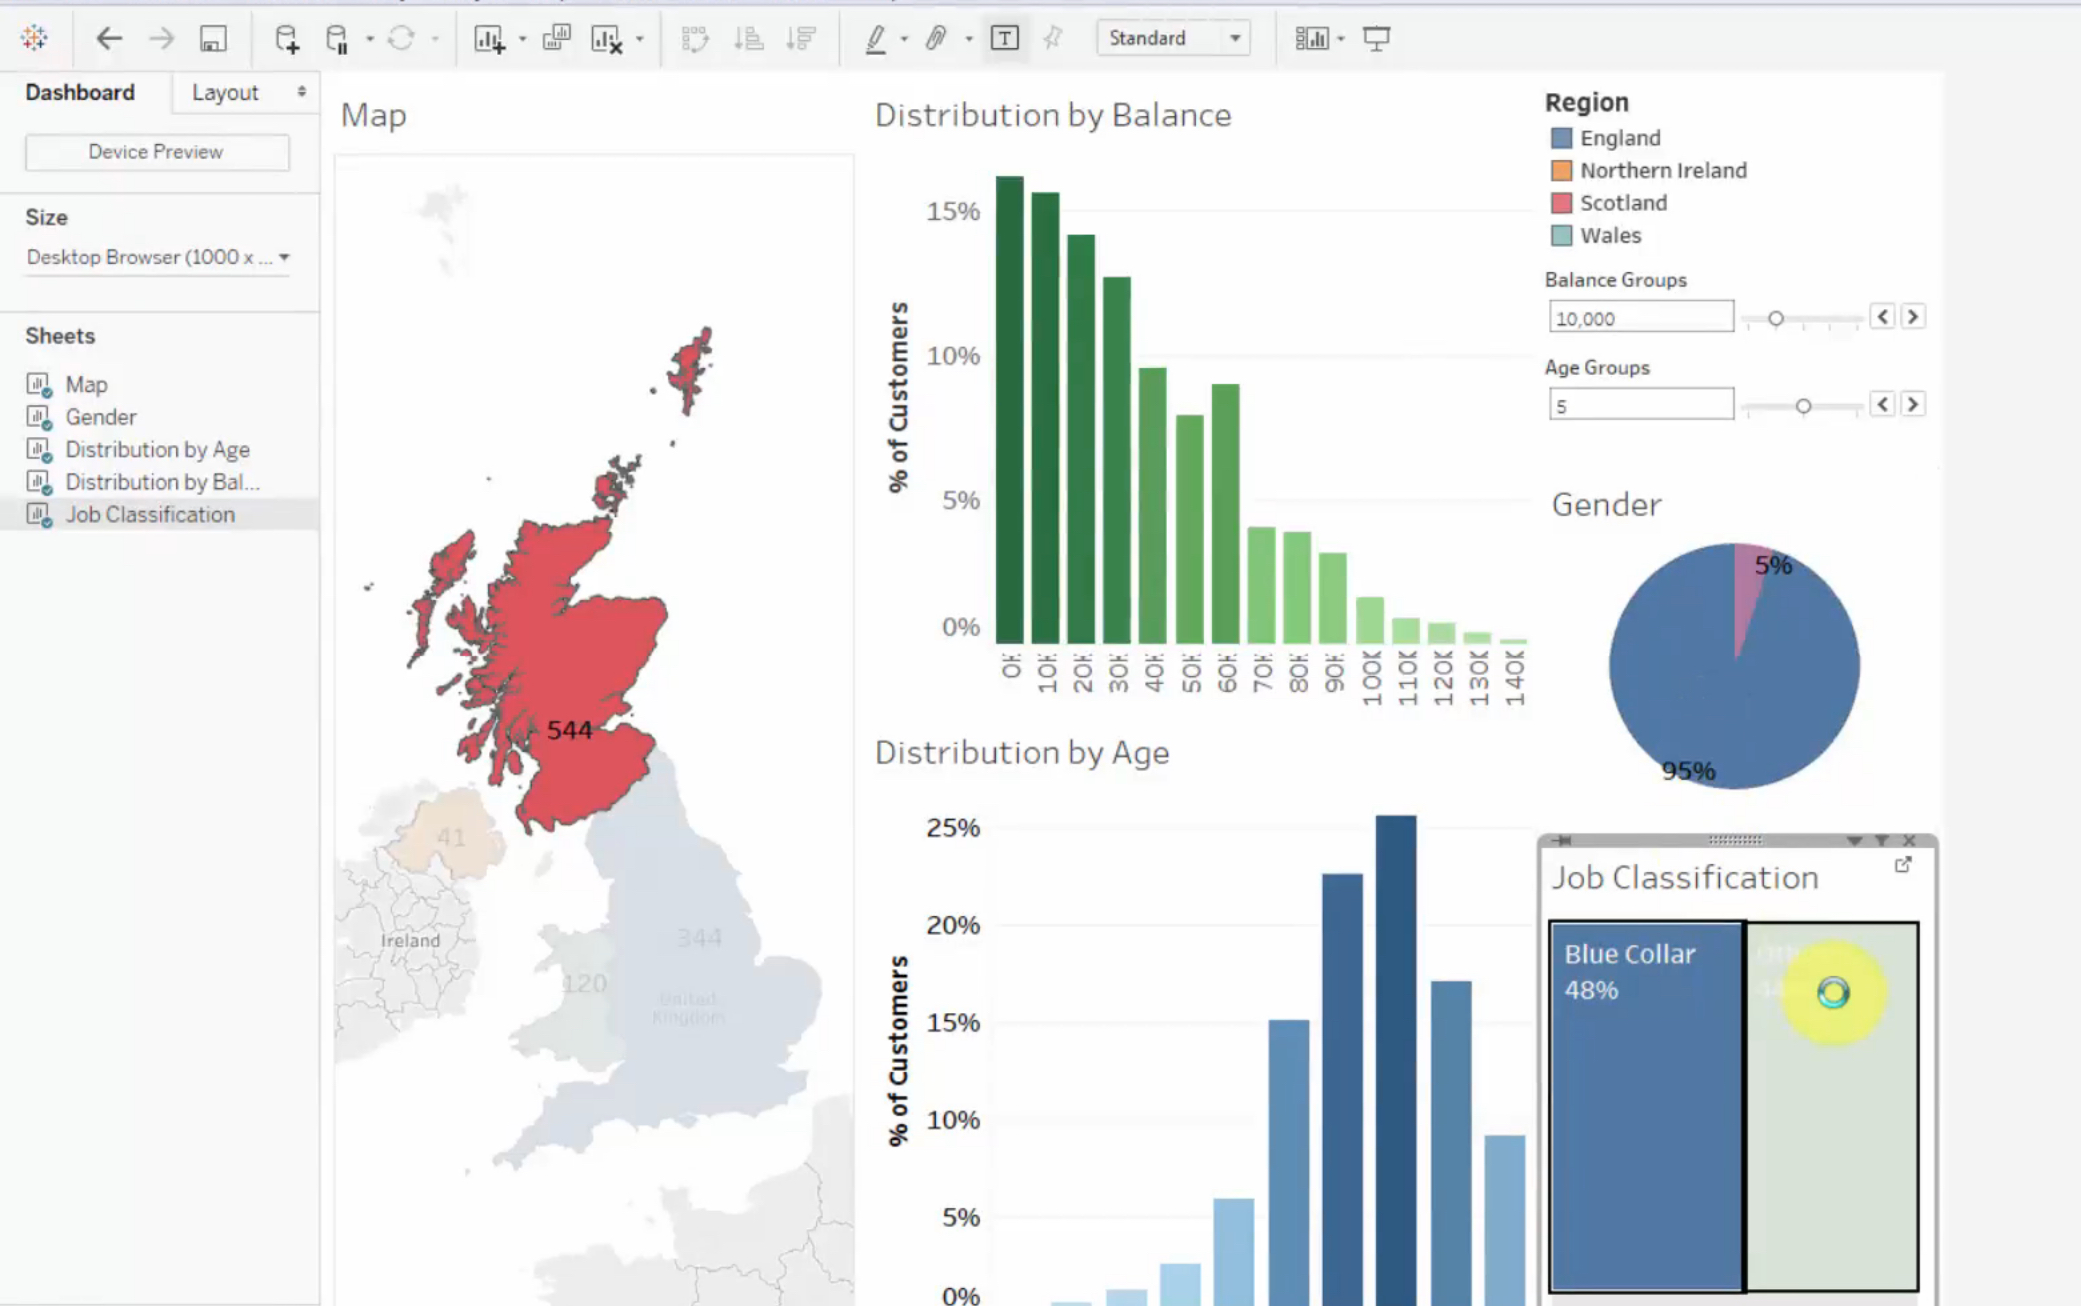 Standard
Dashboard
Layout
Device Preview
Size
Desktop Browser (1000 x ...
Sheets
Map
Gender
Distribution by Age
Distribution by Bal...
Job Classification
Map
544
41
Ireland
344
120
United
Kingdom
Distribution by Balance
% of Customers
15%
10%
5%
0%
0K
10K
20K
30K
40K
50K
60K
70K
80K
90K
100K
110K
120K
130K
140K
Distribution by Age
% of Customers
25%
20%
15%
10%
5%
0%
Region
England
Northern Ireland
Scotland
Wales
Balance Groups
10,000
Age Groups
5
Gender
5%
95%
Job Classification
Blue Collar
48%